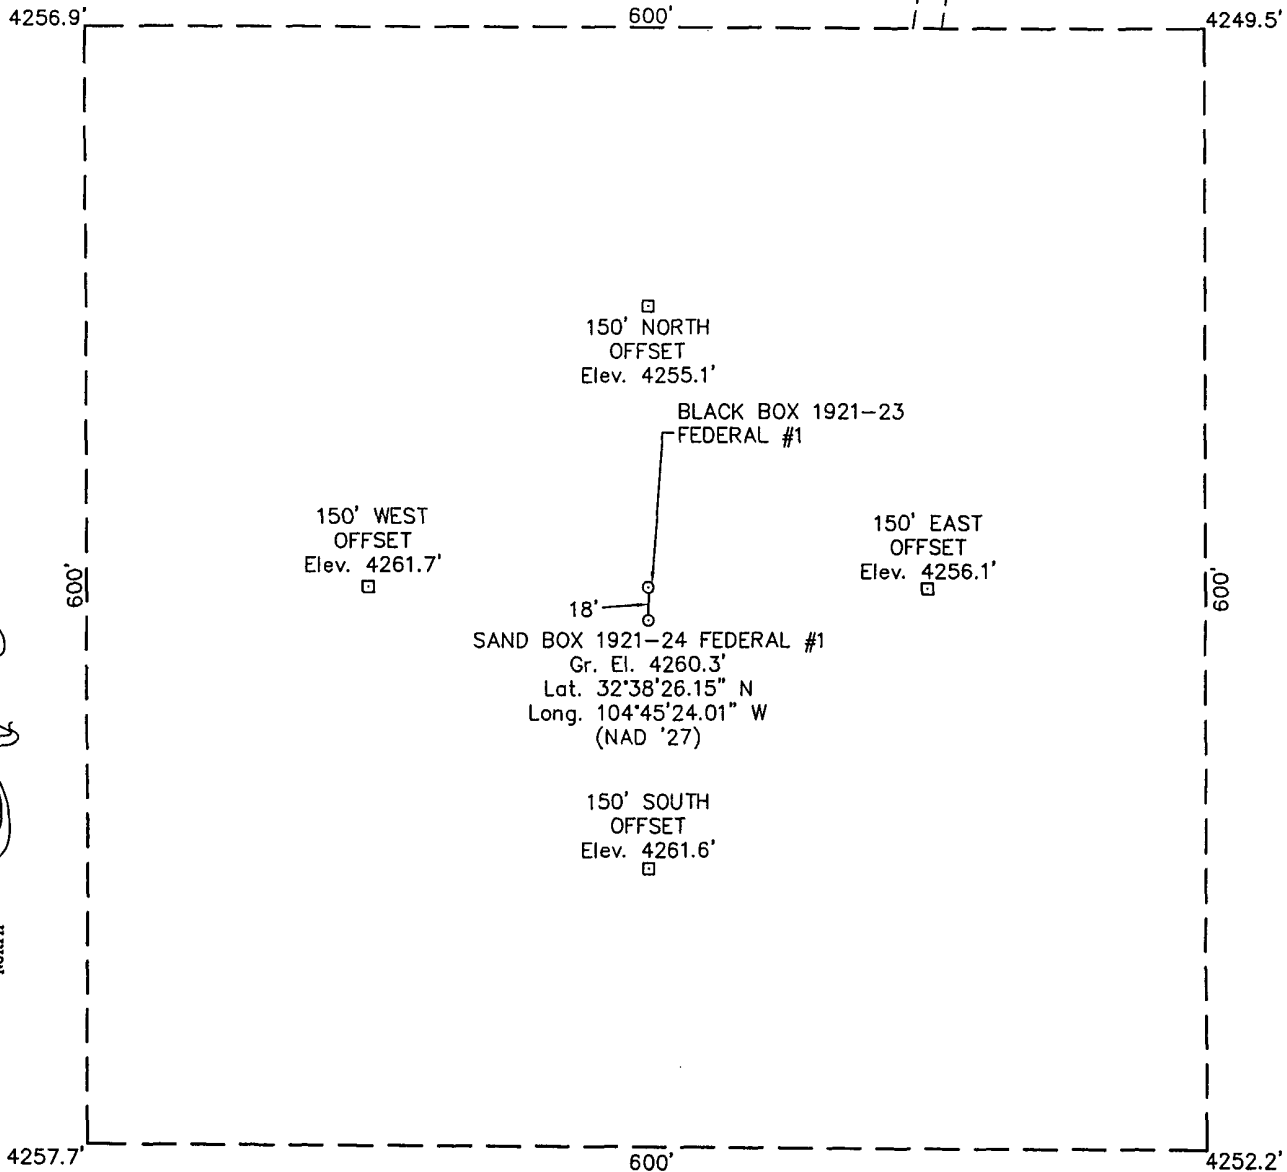 4256.9'
600'
4249.5'
150' NORTH
OFFSET
Elev. 4255.1'
BLACK BOX 1921-23
FEDERAL #1
150' WEST
OFFSET
Elev. 4261.7'
150' EAST
OFFSET
Elev. 4256.1'
600'
600'
18'
SAND BOX 1921-24 FEDERAL #1
Gr. El. 4260.3'
Lat. 32°38'26.15" N
Long. 104°45'24.01" W
(NAD '27)
150' SOUTH
OFFSET
Elev. 4261.6'
4257.7'
600'
4252.2'